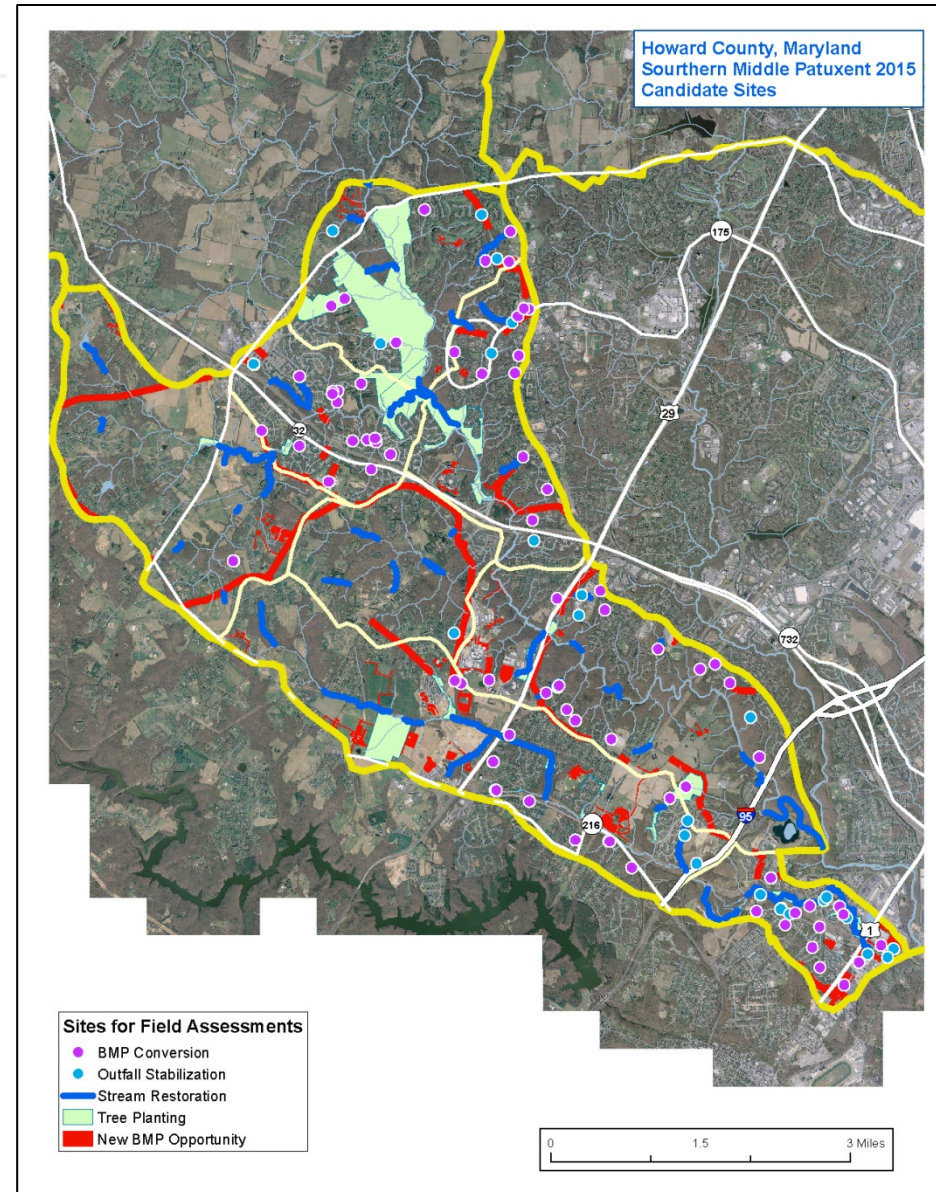 Howard County, Maryland
Sourthern Middle Patuxent 2015
Candidate Sites
175
29
32
732
95
216
1
Sites for Field Assessments
BMP Conversion
Outfall Stabilization
Stream Restoration
Tree Planting
New BMP Opportunity
0 1.5 3 Miles